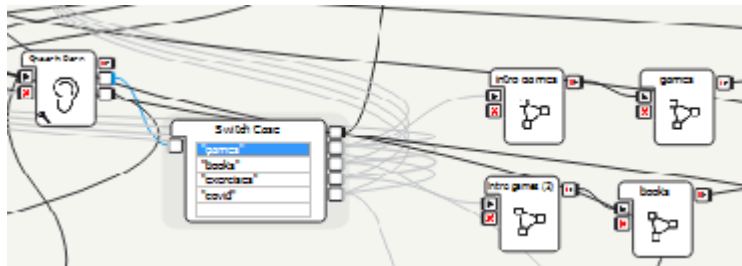 Speech Reco
Intro games
games
Switch Case
"games"
"books"
"exercises"
"covid"
Intro games (2)
books